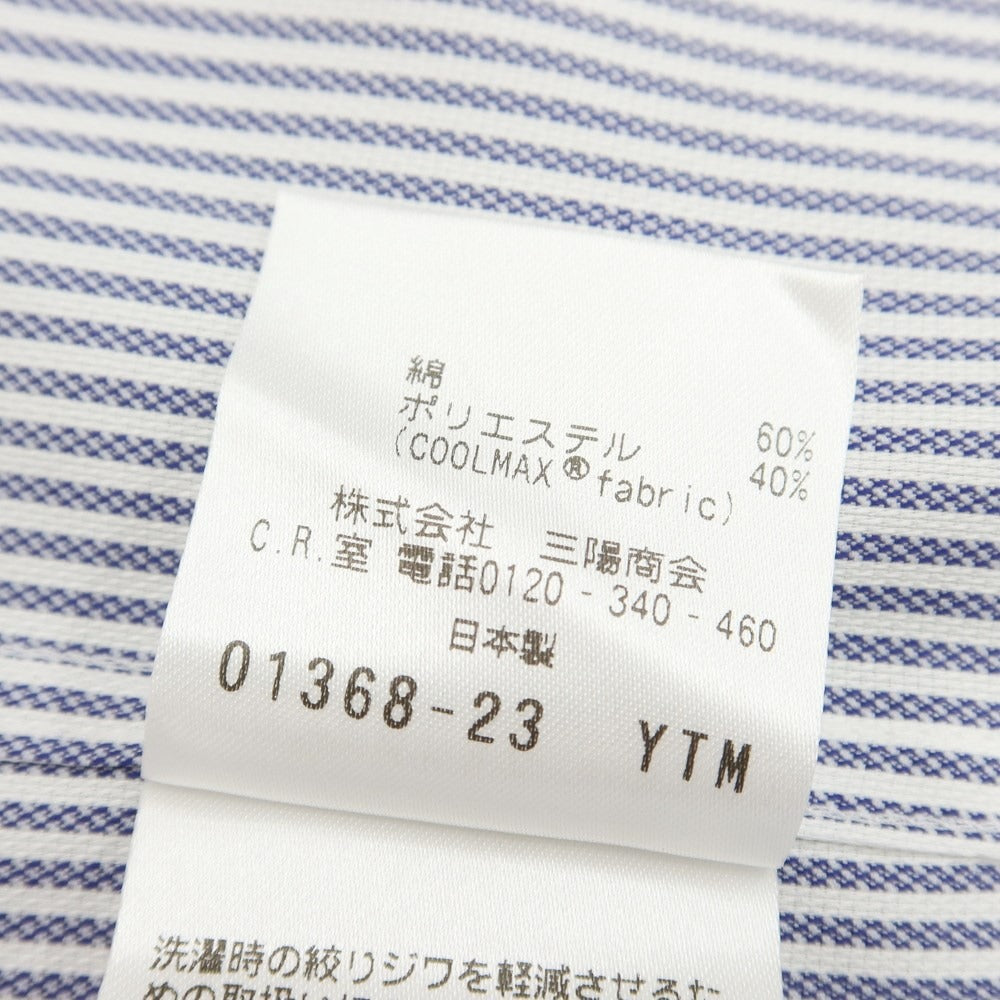 綿 60%
ポリエステル 40%
(COOLMAX®fabric)
株式会社 三陽商会
C.R.室 電話0120-340-460
日本製
01368-23 YTM
洗濯時の絞りジワを軽減させるた
めの取扱い